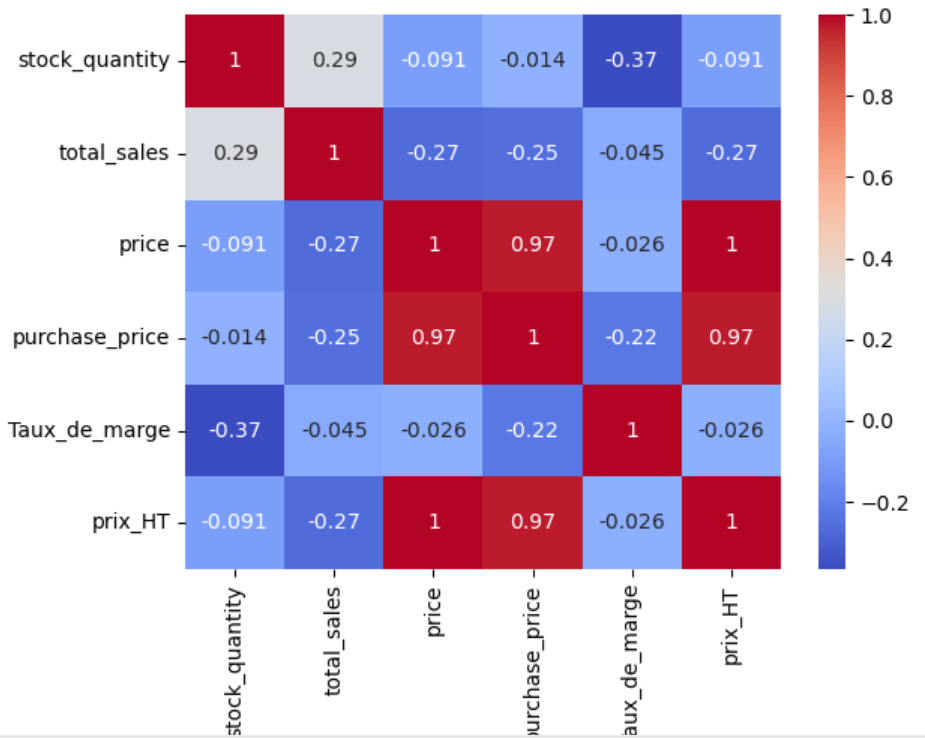 stock_quantity 1 0.29 -0.091 -0.014 -0.37 -0.091
total_sales 0.29 1 -0.27 -0.25 -0.045 -0.27
price -0.091 -0.27 1 0.97 -0.026 1
purchase_price -0.014 -0.25 0.97 1 -0.22 0.97
Taux_de_marge -0.37 -0.045 -0.026 -0.22 1 -0.026
prix_HT -0.091 -0.27 1 0.97 -0.026 1
stock_quantity
total_sales
price
purchase_price
aux_de_marge
prix_HT
1.0
0.8
0.6
0.4
0.2
0.0
−0.2